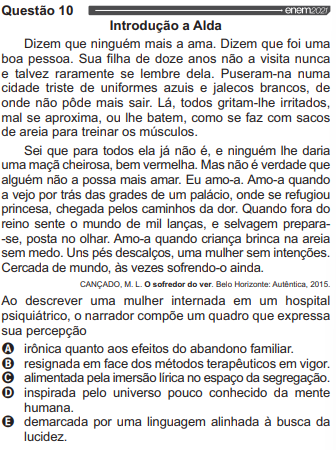 Questão 10 enem2021
Introdução a Alda
Dizem que ninguém mais a ama. Dizem que foi uma
boa pessoa. Sua filha de doze anos não a visita nunca
e talvez raramente se lembre dela. Puseram-na numa
cidade triste de uniformes azuis e jalecos brancos, de
onde não pôde mais sair. Lá, todos gritam-lhe irritados,
mal se aproxima, ou lhe batem, como se faz com sacos
de areia para treinar os músculos.
Sei que para todos ela já não é, e ninguém lhe daria
uma maçã cheirosa, bem vermelha. Mas não é verdade que
alguém não a possa mais amar. Eu amo-a. Amo-a quando
a vejo por trás das grades de um palácio, onde se refugiou
princesa, chegada pelos caminhos da dor. Quando fora do
reino sente o mundo de mil lanças, e selvagem prepara-
-se, posta no olhar. Amo-a quando criança brinca na areia
sem medo. Uns pés descalços, uma mulher sem intenções.
Cercada de mundo, às vezes sofrendo-o ainda.
CANÇADO, M. L. O sofredor do ver. Belo Horizonte: Autêntica, 2015.
Ao descrever uma mulher internada em um hospital
psiquiátrico, o narrador compõe um quadro que expressa
sua percepção
A irônica quanto aos efeitos do abandono familiar.
B resignada em face dos métodos terapêuticos em vigor.
C alimentada pela imersão lírica no espaço da segregação.
D inspirada pelo universo pouco conhecido da mente
humana.
E demarcada por uma linguagem alinhada à busca da
lucidez.